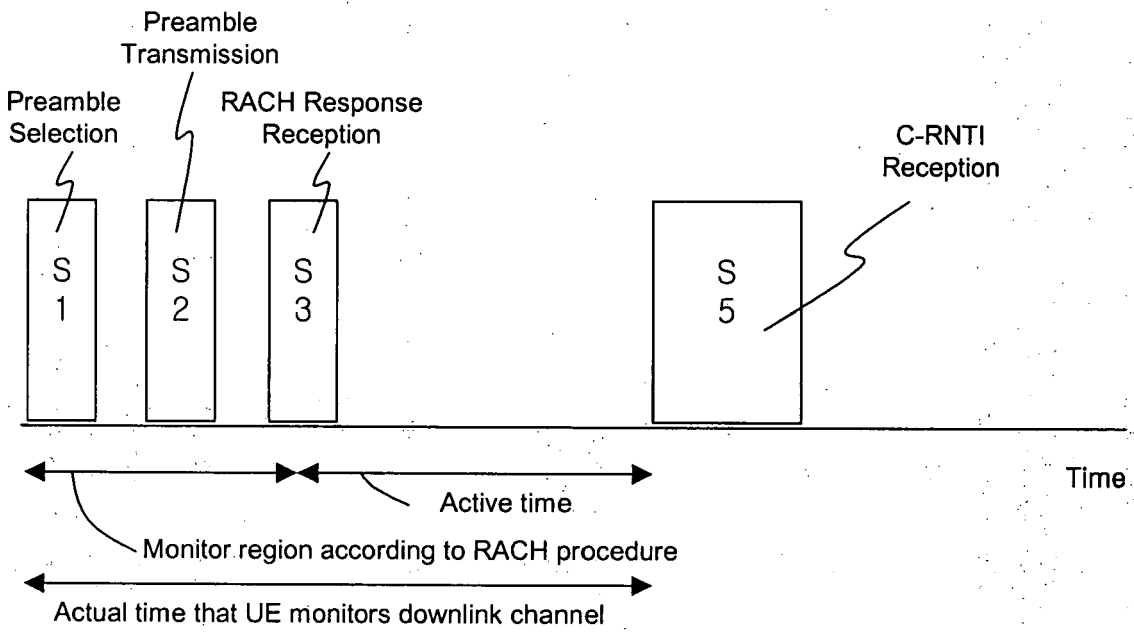 Preamble
Transmission
Preamble
Selection
RACH Response
Reception
C-RNTI
Reception
S
1
S
2
S
3
S
5
Time
Active time
Monitor region according to RACH procedure
Actual time that UE monitors downlink channel